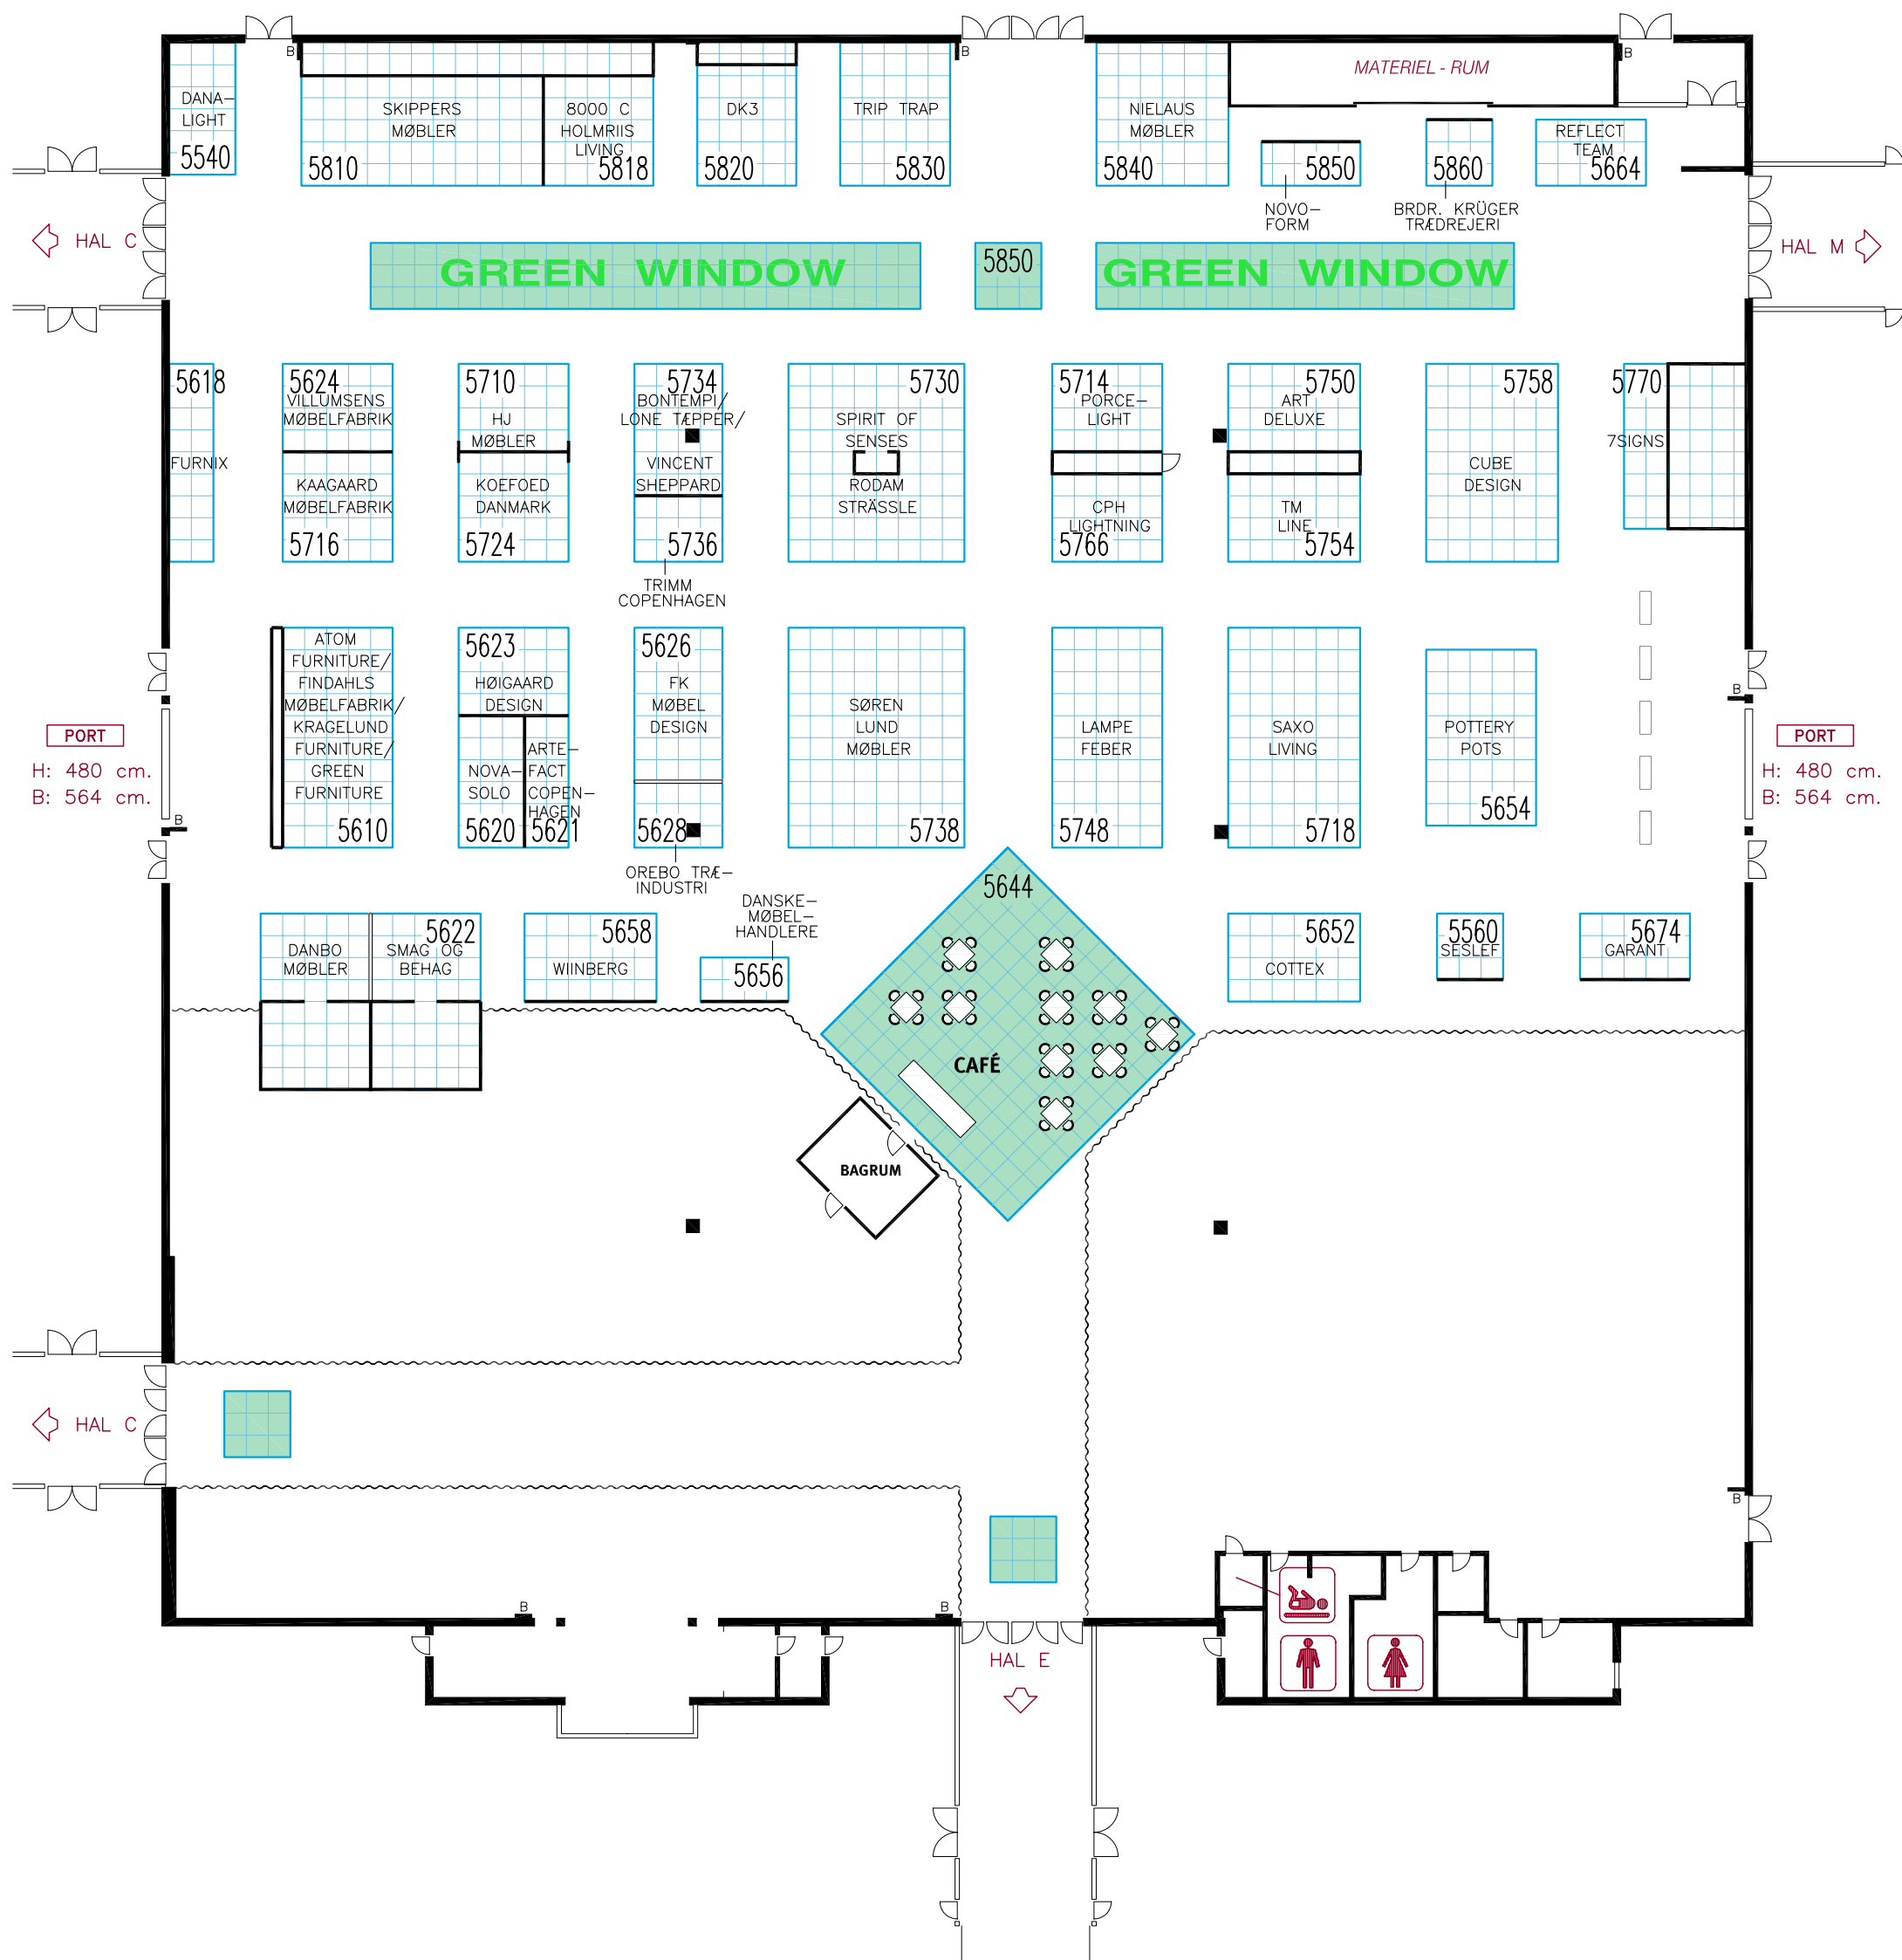 B
B
B
MATERIEL - RUM
DANA-
LIGHT
5540
SKIPPERS
MØBLER
5810
8000 C
HOLMRIIS
LIVING
5818
DK3
5820
TRIP TRAP
5830
NIELAUS
MØBLER
5840
5850
NOVO-
FORM
5860
BRDR. KRÜGER
TRÆDREJERI
REFLECT
TEAM
5664
HAL C
HAL M
GREEN WINDOW
5850
GREEN WINDOW
5618
FURNIX
5624
VILLUMSENS
MØBELFABRIK
KAAGAARD
MØBELFABRIK
5716
5710
HJ
MØBLER
KOEFOED
DANMARK
5724
5734
BONTEMPI/
LONE TÆPPER/
VINCENT
SHEPPARD
5736
TRIMM
COPENHAGEN
5730
SPIRIT OF
SENSES
RODAM
STRÄSSLE
5714
PORCE-
LIGHT
CPH
LIGHTNING
5766
5750
ART
DELUXE
TM
LINE
5754
5758
CUBE
DESIGN
5770
7SIGNS
ATOM
FURNITURE/
FINDAHLS
MØBELFABRIK/
KRAGELUND
FURNITURE/
GREEN
FURNITURE
5610
5623
HØIGAARD
DESIGN
NOVA-
SOLO
5620
ARTE-
FACT
COPEN-
HAGEN
5621
5626
FK
MØBEL
DESIGN
5628
OREBO TRÆ-
INDUSTRI
SØREN
LUND
MØBLER
5738
LAMPE
FEBER
5748
SAXO
LIVING
5718
POTTERY
POTS
5654
PORT
H: 480 cm.
B: 564 cm.
B
B
PORT
H: 480 cm.
B: 564 cm.
DANBO
MØBLER
5622
SMAG OG
BEHAG
5658
WIINBERG
DANSKE-
MØBEL-
HANDLERE
5656
5644
CAFÉ
BAGRUM
5652
COTTEX
5560
SESLEF
5674
GARANT
HAL C
B
B
B
HAL E